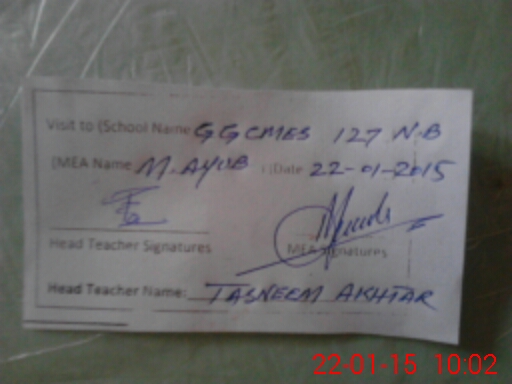 Visit to (School Name GGCMES 127 N-B
(MEA Name M. AYUB )(Date 22-01-2015
Head Teacher Signatures MEA Signatures
Head Teacher Name: TASNEEM AKHTAR
22-01-15 10:02